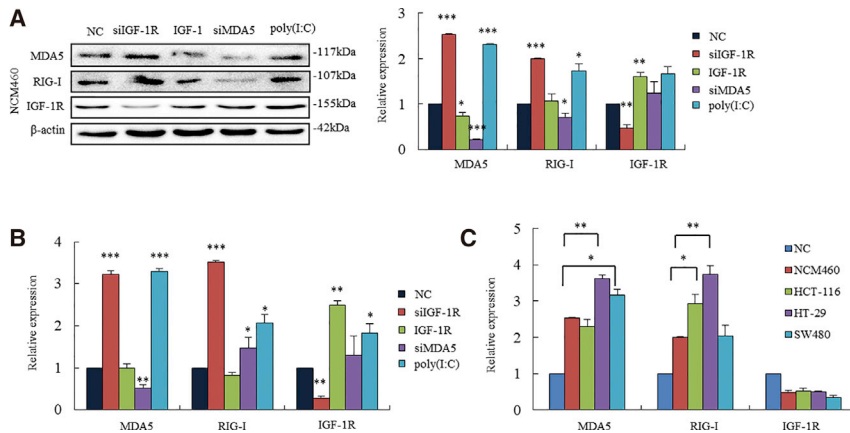 A
NC siIGF-1R IGF-1 siMDA5 poly(I:C)
NCM460
MDA5 -117kDa
RIG-I -107kDa
IGF-1R -155kDa
β-actin -42kDa
Relative expression
3
2
1
0
*** *** * ***
*** * *
** **
MDA5 RIG-I IGF-1R
NC
siIGF-1R
IGF-1R
siMDA5
poly(I:C)
B
Relative expression
4
3
1
0
*** ** ***
*** * *
** ** *
MDA5 RIG-I IGF-1R
NC
siIGF-1R
IGF-1R
siMDA5
poly(I:C)
C
Relative expression
5
4
3
2
1
0
** *
** *
MDA5 RIG-I IGF-1R
NC
NCM460
HCT-116
HT-29
SW480